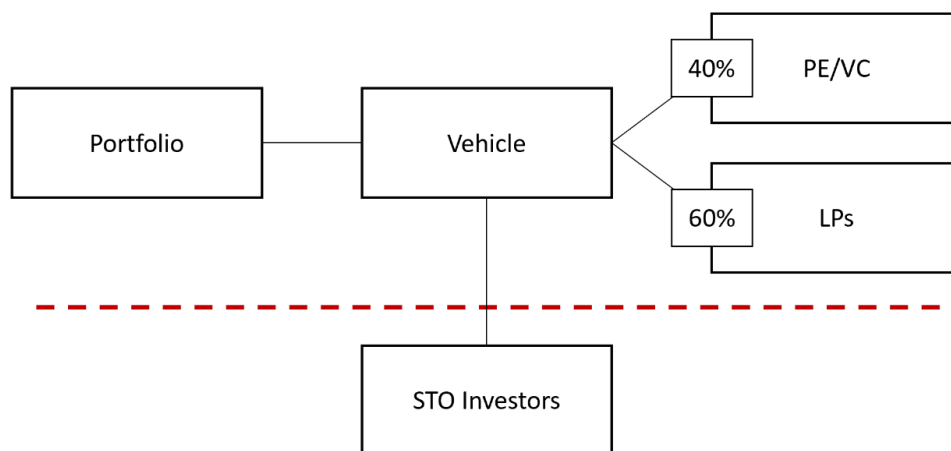 40%
PE/VC
Portfolio
Vehicle
60%
LPs
STO Investors